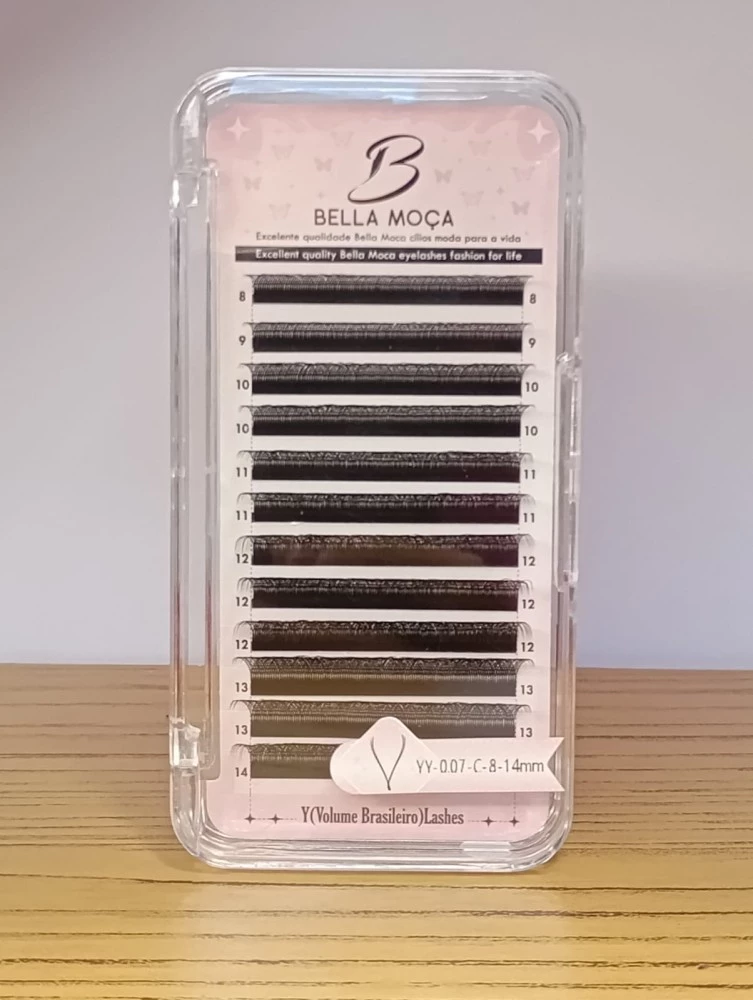 B
BELLA MOÇA
Excelente qualidade Bella Moca cílios moda para a vida
Excellent quality Bella Moca eyelashes fashion for life
8 8
9 9
10 10
10 10
11 11
11 11
12 12
12 12
12 12
13 13
13 13
14
YY-0.07-C-8-14mm
Y(Volume Brasileiro)Lashes